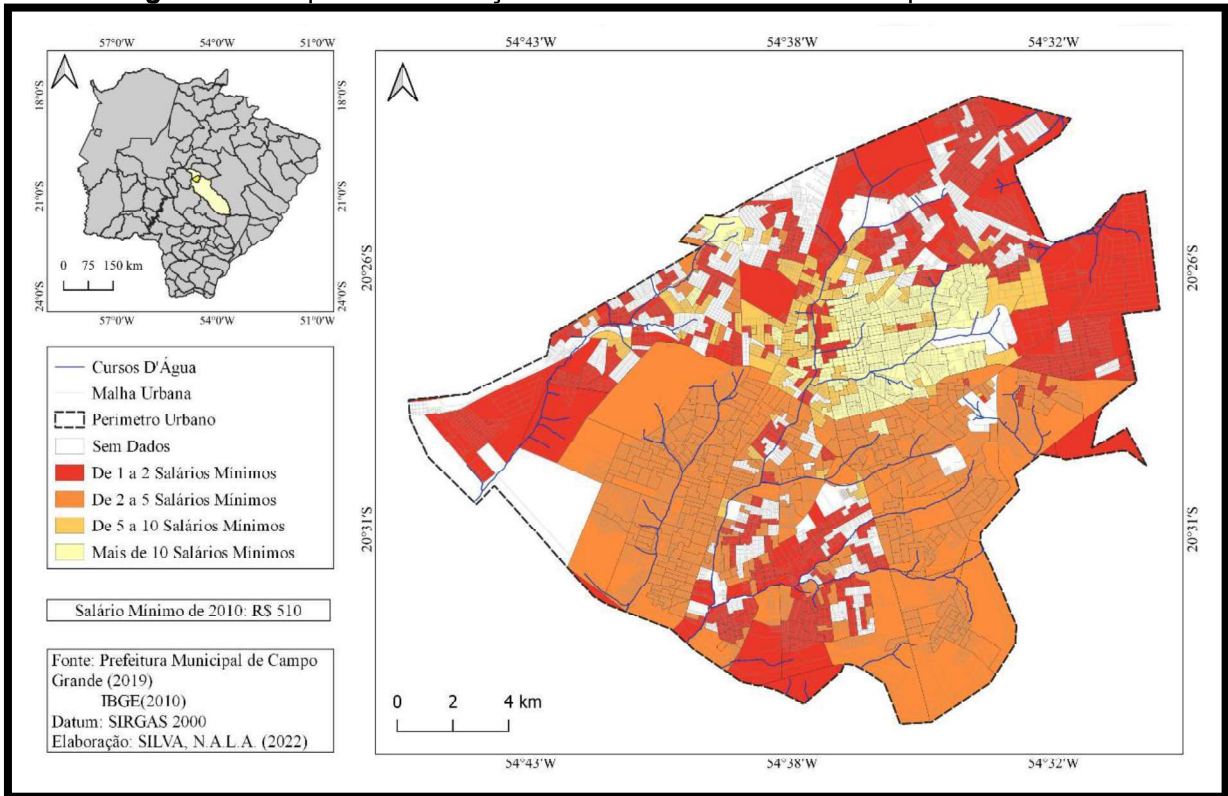 57°0'W 54°0'W 51°0'W
18°0'S
18°0'S
21°0'S
21°0'S
24°0'S
24°0'S
0 75 150 km
57°0'W 54°0'W 51°0'W
Cursos D'Água
Malha Urbana
Perimetro Urbano
Sem Dados
De 1 a 2 Salários Mínimos
De 2 a 5 Salários Mínimos
De 5 a 10 Salários Mínimos
Mais de 10 Salários Minimos
Salário Mínimo de 2010: R$ 510
Fonte: Prefeitura Municipal de Campo
Grande (2019)
IBGE(2010)
Datum: SIRGAS 2000
Elaboração: SILVA, N.A.L.A. (2022)
54°43'W 54°38'W 54°32'W
20°26'S
20°26'S
20°31'S
20°31'S
0 2 4 km
54°43'W 54°38'W 54°32'W